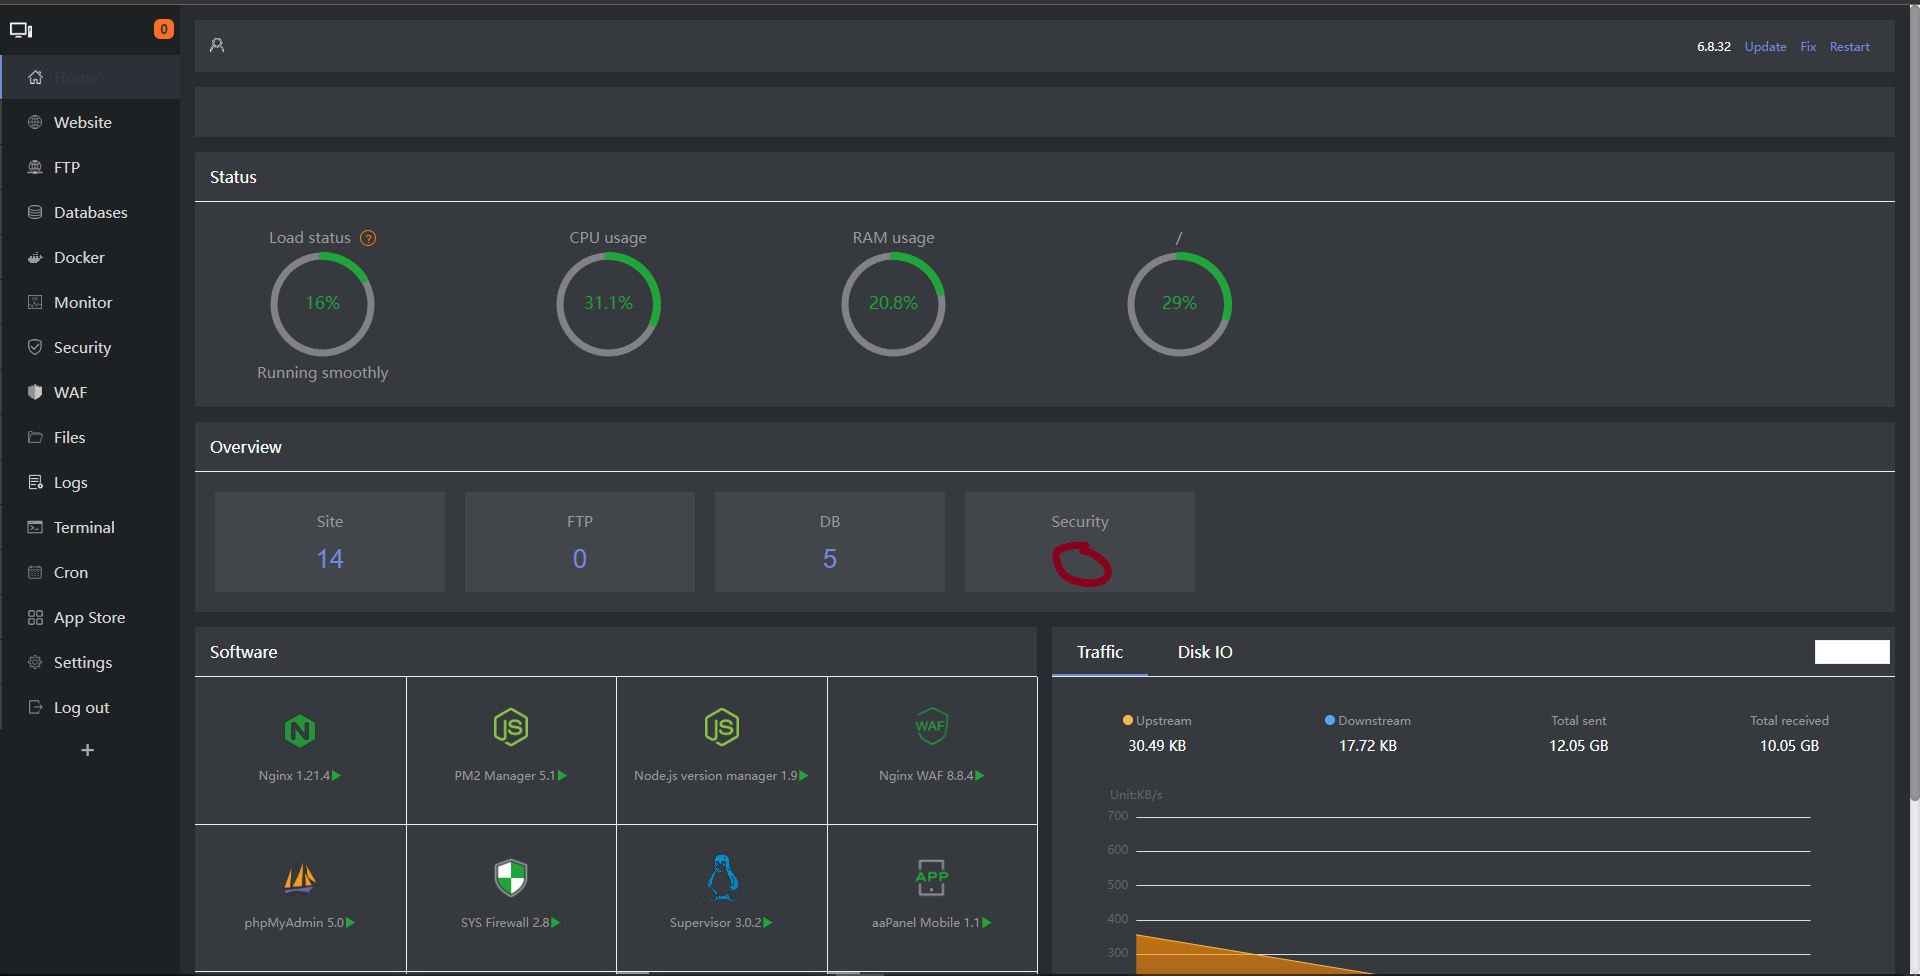 0
6.8.32 Update Fix Restart
Home
Website
FTP
Databases
Docker
Monitor
Security
WAF
Files
Logs
Terminal
Cron
App Store
Settings
Log out
+
Status
Load status ?
16%
Running smoothly
CPU usage
31.1%
RAM usage
20.8%
/
29%
Overview
Site
14
FTP
0
DB
5
Security
Software
Nginx 1.21.4
JS
PM2 Manager 5.1
JS
Node.js version manager 1.9
WAF
Nginx WAF 8.8.4
phpMyAdmin 5.0
SYS Firewall 2.8
Supervisor 3.0.2
APP
aaPanel Mobile 1.1
Traffic Disk IO
Upstream
30.49 KB
Downstream
17.72 KB
Total sent
12.05 GB
Total received
10.05 GB
Unit:KB/s
700
600
500
400
300